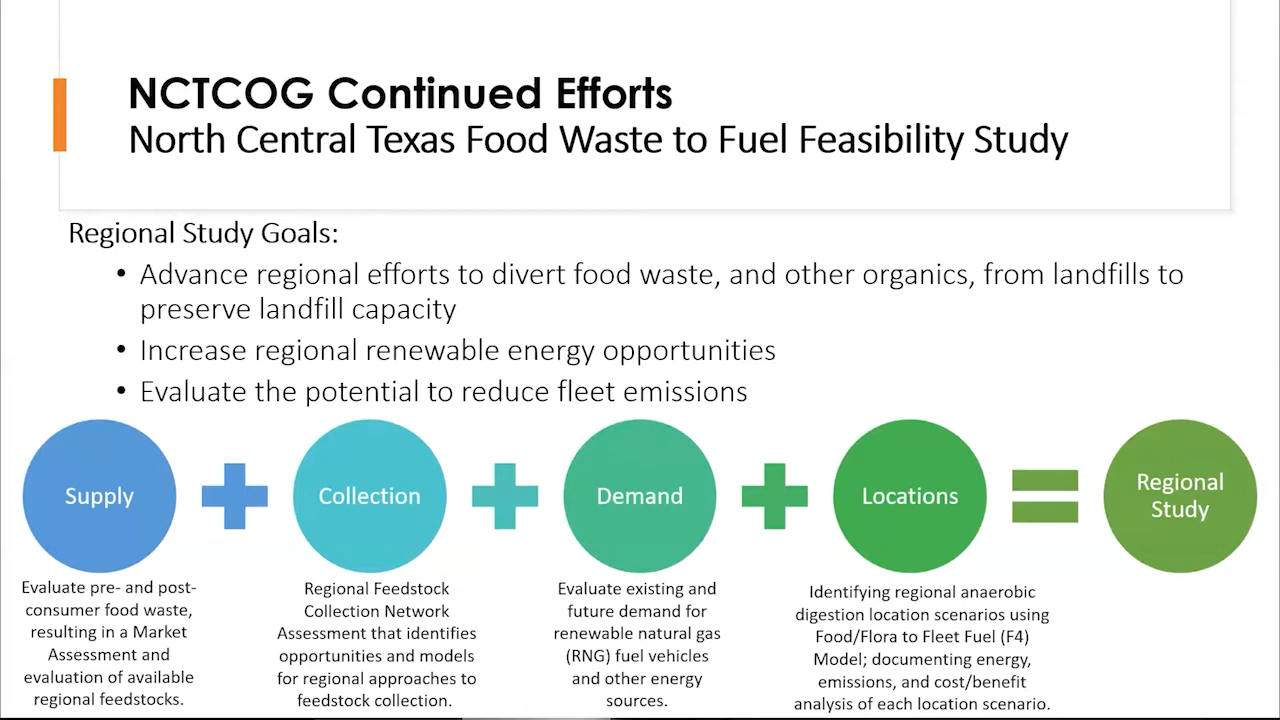 NCTCOG Continued Efforts
North Central Texas Food Waste to Fuel Feasibility Study
Regional Study Goals:
• Advance regional efforts to divert food waste, and other organics, from landfills to
preserve landfill capacity
• Increase regional renewable energy opportunities
• Evaluate the potential to reduce fleet emissions
Supply
Evaluate pre- and post-
consumer food waste,
resulting in a Market
Assessment and
evaluation of available
regional feedstocks.
Collection
Regional Feedstock
Collection Network
Assessment that identifies
opportunities and models
for regional approaches to
feedstock collection.
Demand
Evaluate existing and
future demand for
renewable natural gas
(RNG) fuel vehicles
and other energy
sources.
Locations
Identifying regional anaerobic
digestion location scenarios using
Food/Flora to Fleet Fuel (F4)
Model; documenting energy,
emissions, and cost/benefit
analysis of each location scenario.
Regional
Study